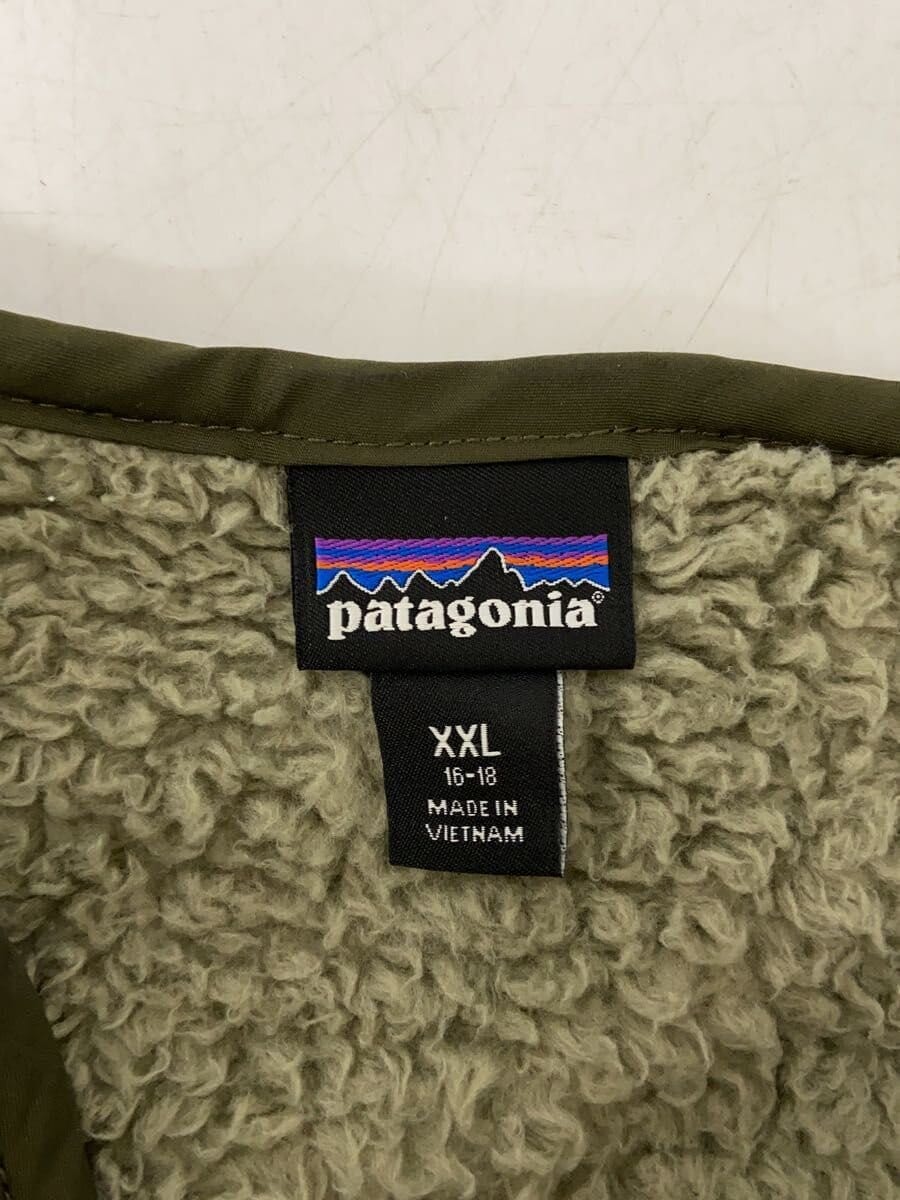 patagonia®
XXL
16-18
MADE IN
VIETNAM